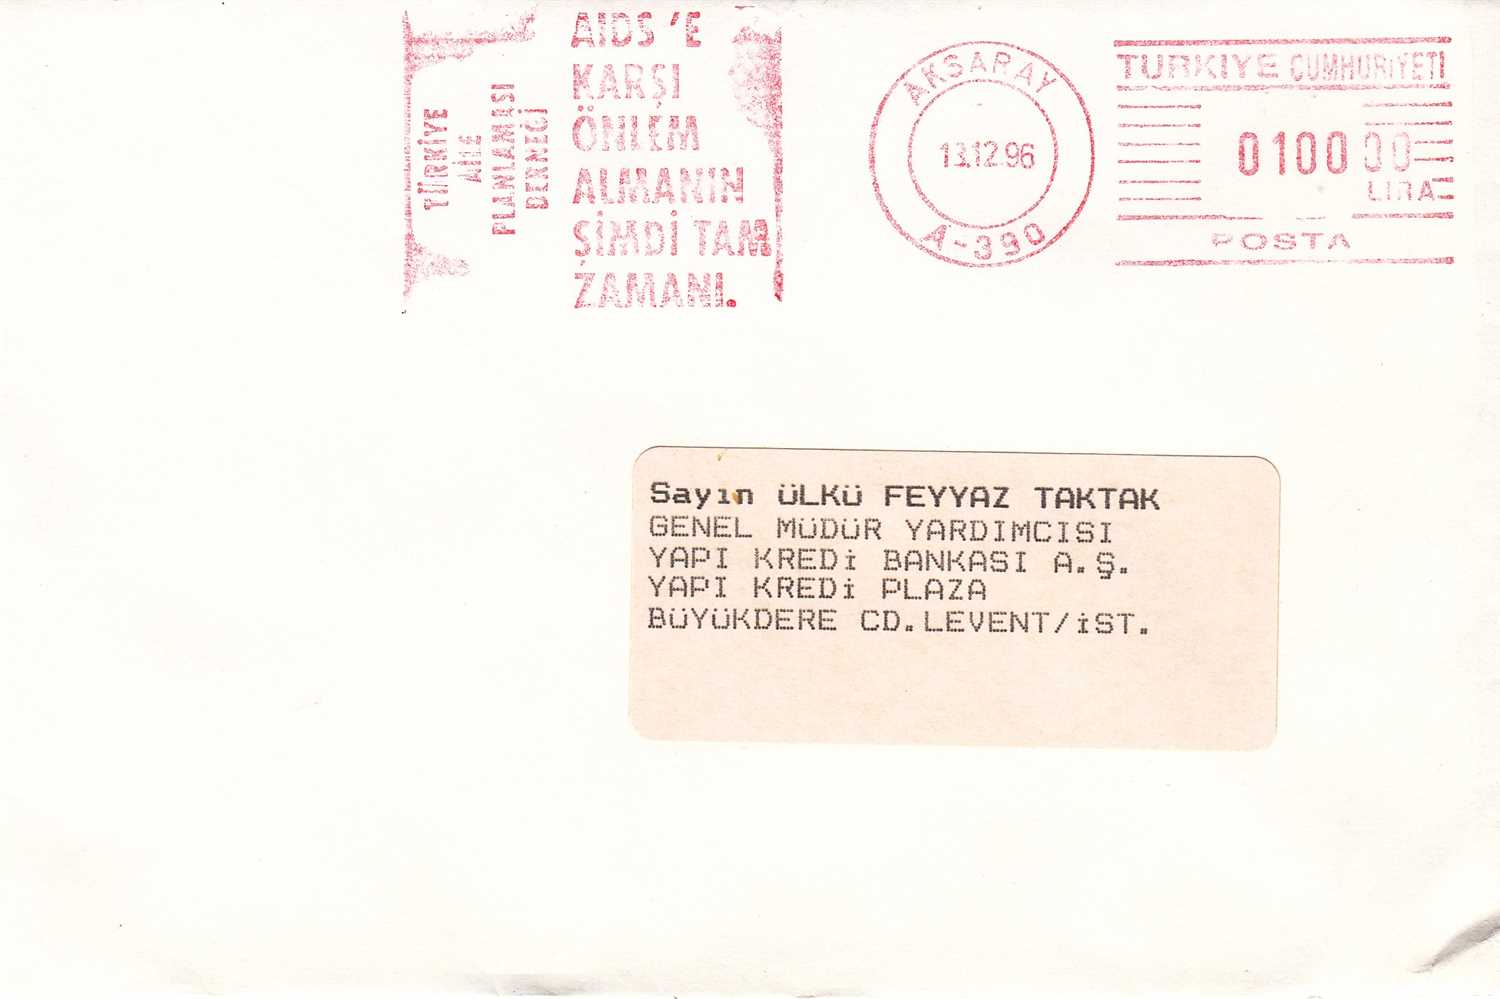 TÜRKİYE
AİLE
PLANLAMASI
DERNEĞİ
AIDS 'E
KARŞI
ÖNLEM
ALMANIN
ŞİMDİ TAM
ZAMANI.
AKSARAY
13.12.96
A-390
TÜRKİYE CUMHURİYETİ
010000
LIRA
POSTA
Sayın ÜLKÜ FEYYAZ TAKTAK
GENEL MÜDÜR YARDIMCISI
YAPI KREDİ BANKASI A.Ş.
YAPI KREDİ PLAZA
BÜYÜKDERE CD.LEVENT/İST.